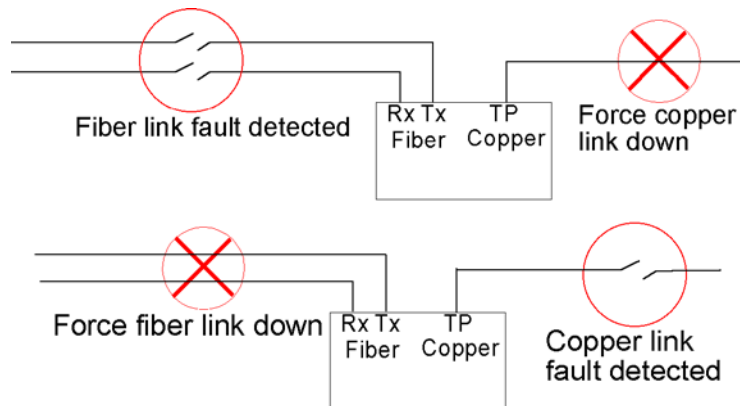 Fiber link fault detected
Rx Tx TP
Fiber Copper
Force copper
link down
Force fiber link down
Rx Tx TP
Fiber Copper
Copper link
fault detected